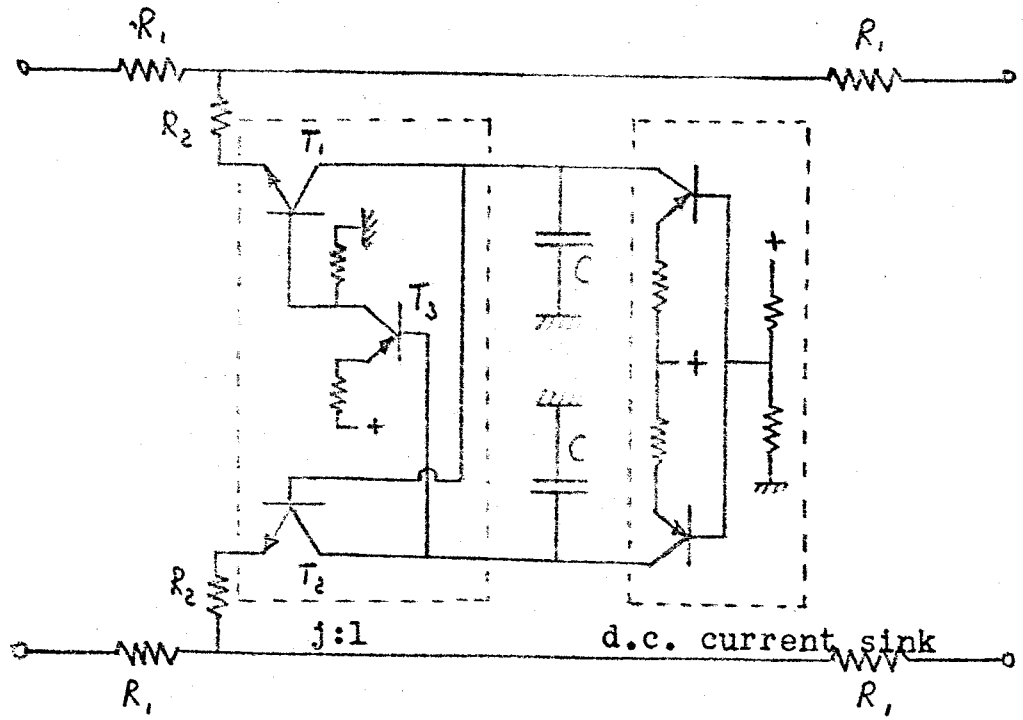 R₁ R₁
R₂
T₁
+
C
T₃
+
+
C
R₂
T₂
j:1 d.c. current sink
R₁ R₁